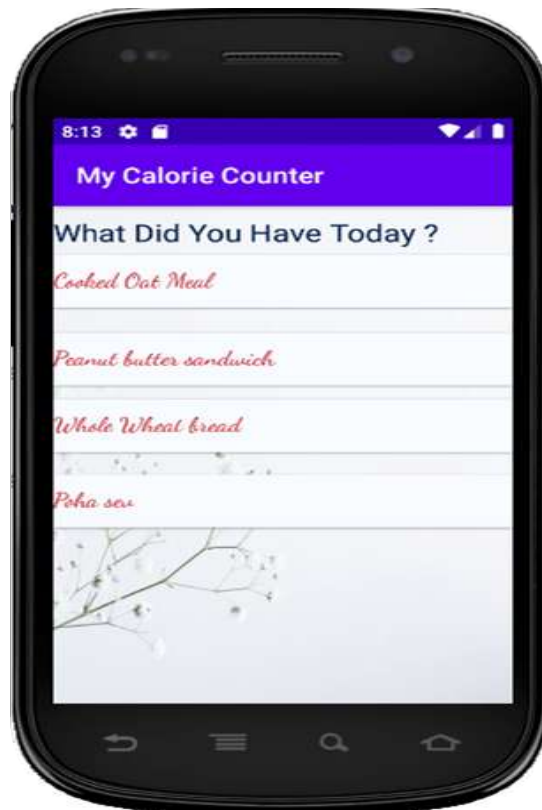 8:13
My Calorie Counter
What Did You Have Today ?
Cooked Oat Meal
Peanut butter sandwich
Whole Wheat bread
Poha sev